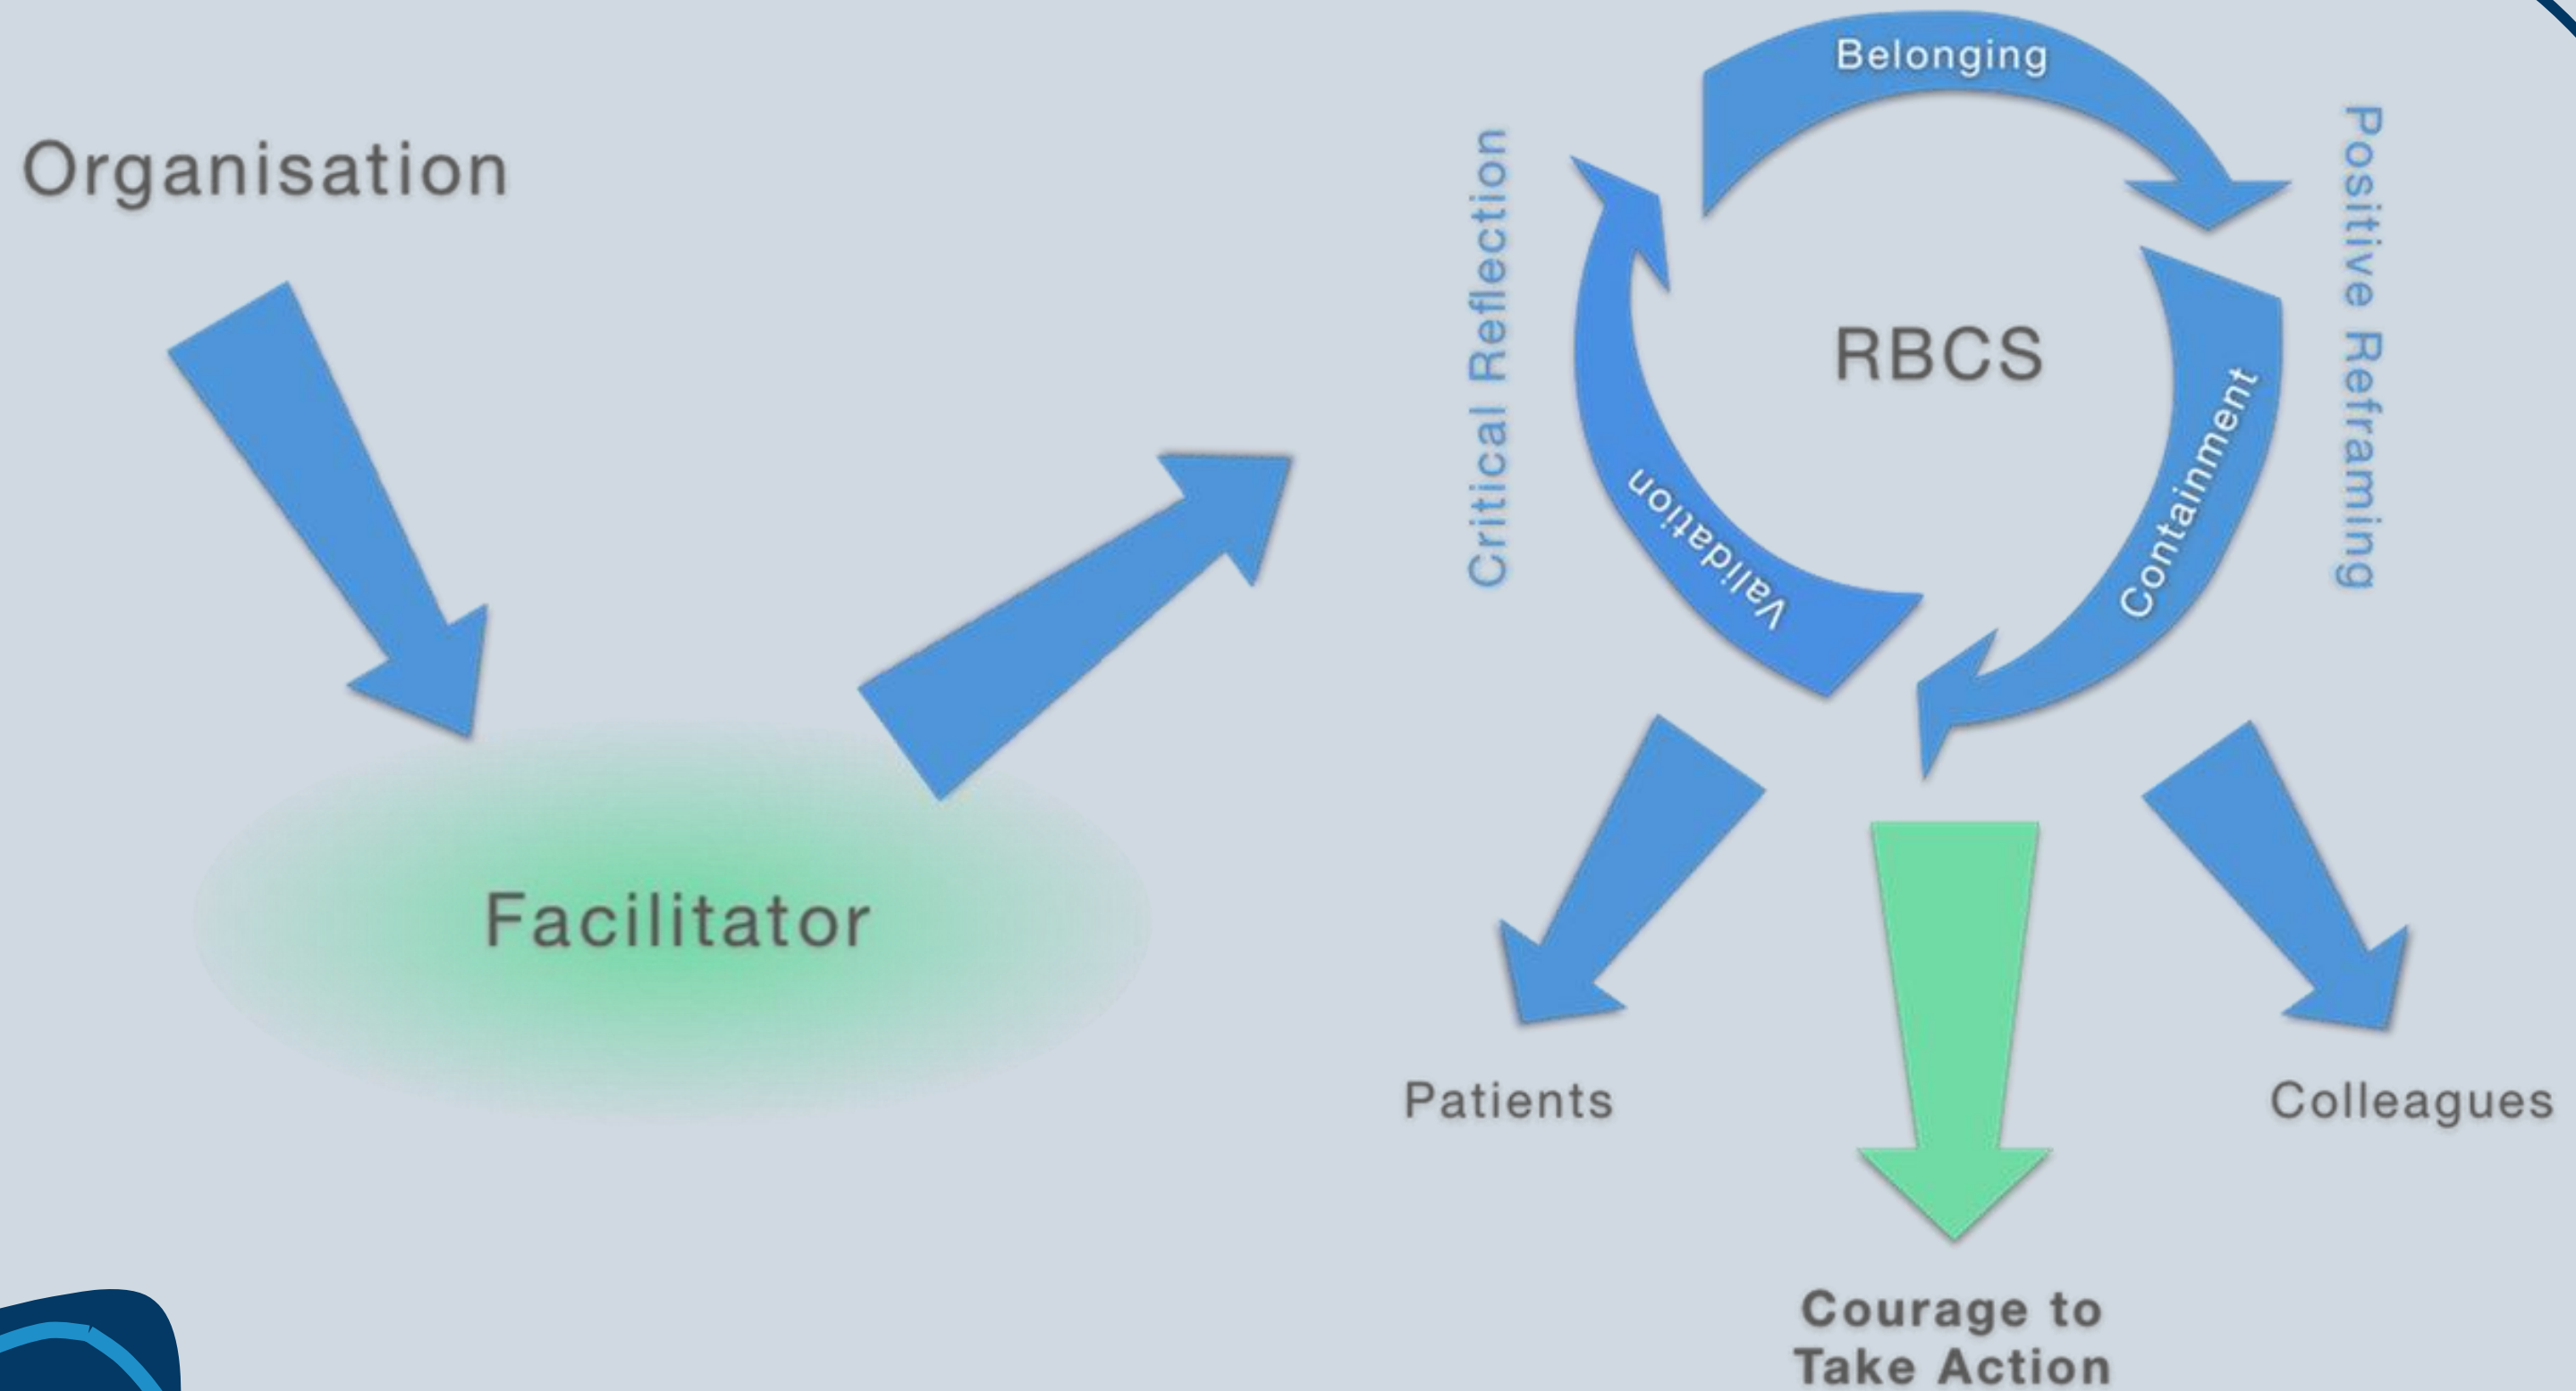 Organisation
Facilitator
Critical Reflection
Belonging
RBCS
Validation
Containment
Positive Reframing
Patients
Colleagues
Courage to
Take Action